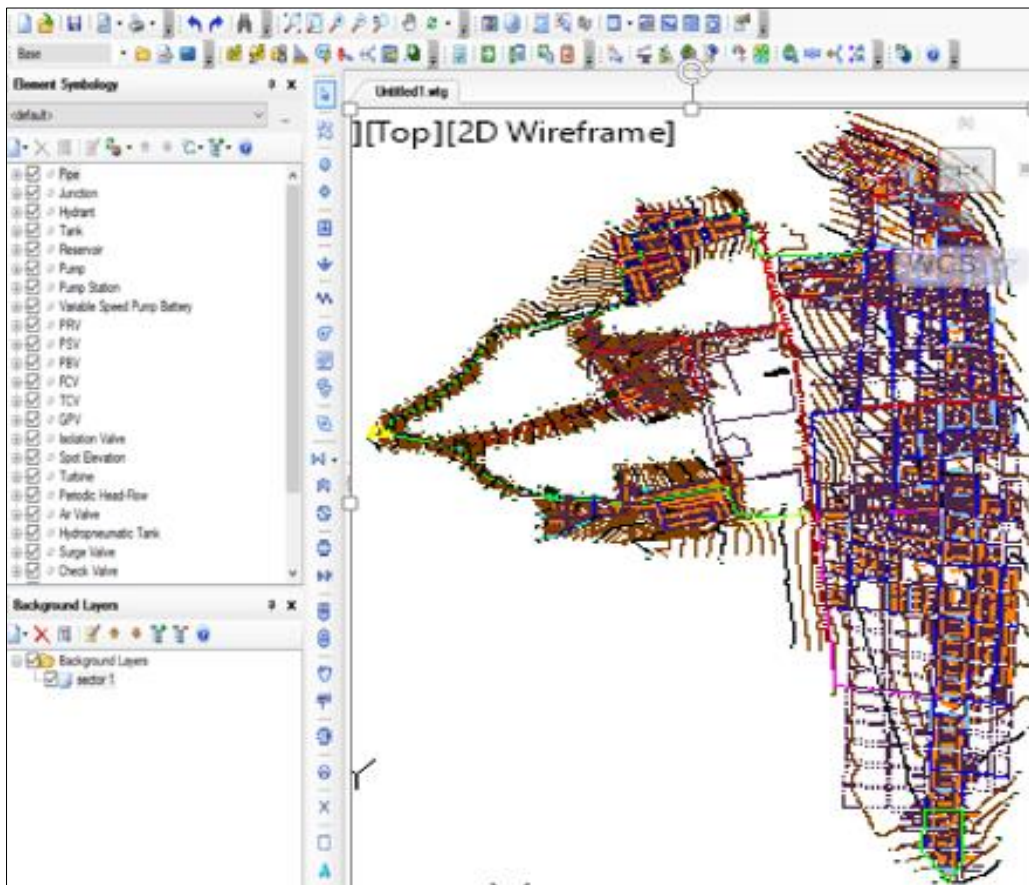 Base
Element Symbology
<default>
Untitled1.wtg
][Top][2D Wireframe]
Pipe
Junction
Hydrant
Tank
Reservoir
Pump
Pump Station
Variable Speed Pump Battery
PRV
PSV
PBV
FCV
TCV
GPV
Isolation Valve
Spot Elevation
Turbine
Periodic Head-Flow
Air Valve
Hydropneumatic Tank
Surge Valve
Check Valve
WCS
Background Layers
Background Layers
sector 1
Y
A